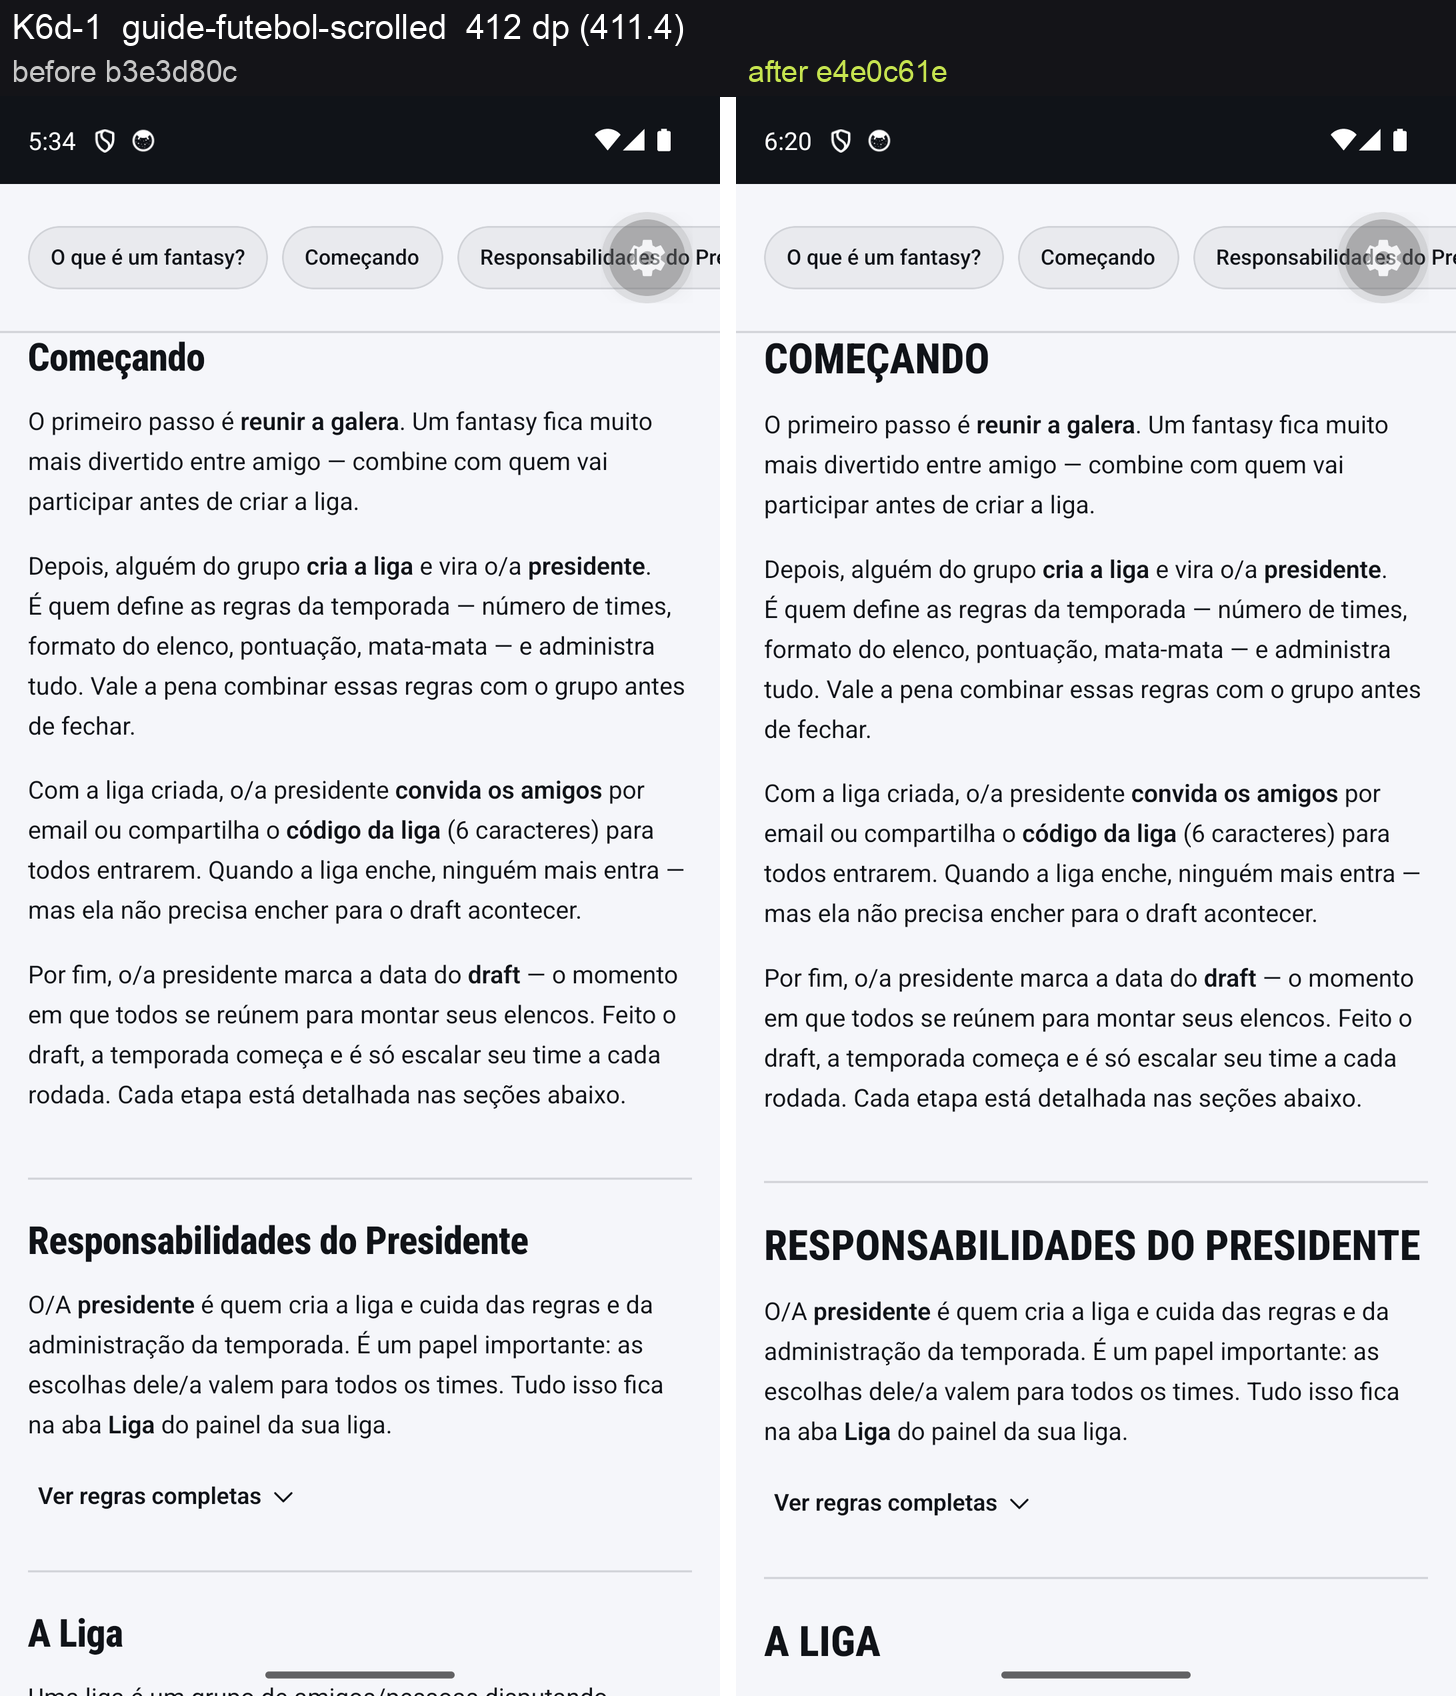 K6d-1 guide-futebol-scrolled 412 dp (411.4)
before b3e3d80c
5:34
O que é um fantasy?
Começando
Responsabilidades do Pre
Começando
O primeiro passo é reunir a galera. Um fantasy fica muito
mais divertido entre amigo — combine com quem vai
participar antes de criar a liga.
Depois, alguém do grupo cria a liga e vira o/a presidente.
É quem define as regras da temporada — número de times,
formato do elenco, pontuação, mata-mata — e administra
tudo. Vale a pena combinar essas regras com o grupo antes
de fechar.
Com a liga criada, o/a presidente convida os amigos por
email ou compartilha o código da liga (6 caracteres) para
todos entrarem. Quando a liga enche, ninguém mais entra —
mas ela não precisa encher para o draft acontecer.
Por fim, o/a presidente marca a data do draft — o momento
em que todos se reúnem para montar seus elencos. Feito o
draft, a temporada começa e é só escalar seu time a cada
rodada. Cada etapa está detalhada nas seções abaixo.
Responsabilidades do Presidente
O/A presidente é quem cria a liga e cuida das regras e da
administração da temporada. É um papel importante: as
escolhas dele/a valem para todos os times. Tudo isso fica
na aba Liga do painel da sua liga.
Ver regras completas
A Liga
Uma liga é um grupo de amigos/pessoas disputando
after e4e0c61e
6:20
O que é um fantasy?
Começando
Responsabilidades do Pre
COMEÇANDO
O primeiro passo é reunir a galera. Um fantasy fica muito
mais divertido entre amigo — combine com quem vai
participar antes de criar a liga.
Depois, alguém do grupo cria a liga e vira o/a presidente.
É quem define as regras da temporada — número de times,
formato do elenco, pontuação, mata-mata — e administra
tudo. Vale a pena combinar essas regras com o grupo antes
de fechar.
Com a liga criada, o/a presidente convida os amigos por
email ou compartilha o código da liga (6 caracteres) para
todos entrarem. Quando a liga enche, ninguém mais entra —
mas ela não precisa encher para o draft acontecer.
Por fim, o/a presidente marca a data do draft — o momento
em que todos se reúnem para montar seus elencos. Feito o
draft, a temporada começa e é só escalar seu time a cada
rodada. Cada etapa está detalhada nas seções abaixo.
RESPONSABILIDADES DO PRESIDENTE
O/A presidente é quem cria a liga e cuida das regras e da
administração da temporada. É um papel importante: as
escolhas dele/a valem para todos os times. Tudo isso fica
na aba Liga do painel da sua liga.
Ver regras completas
A LIGA